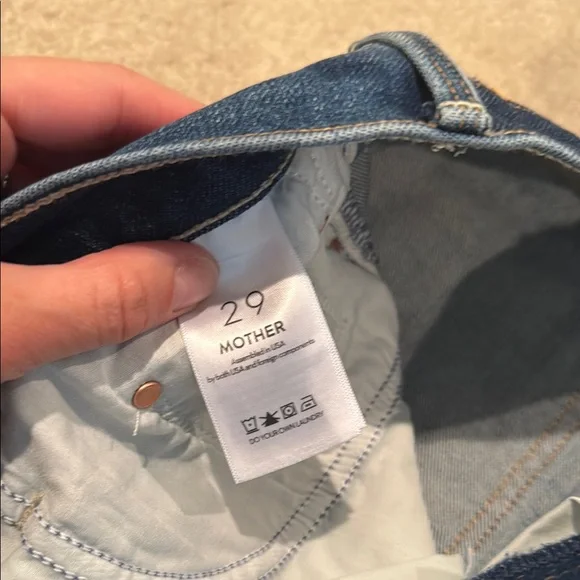 29
MOTHER
Assembled in USA
by both USA and foreign components
DO YOUR OWN LAUNDRY